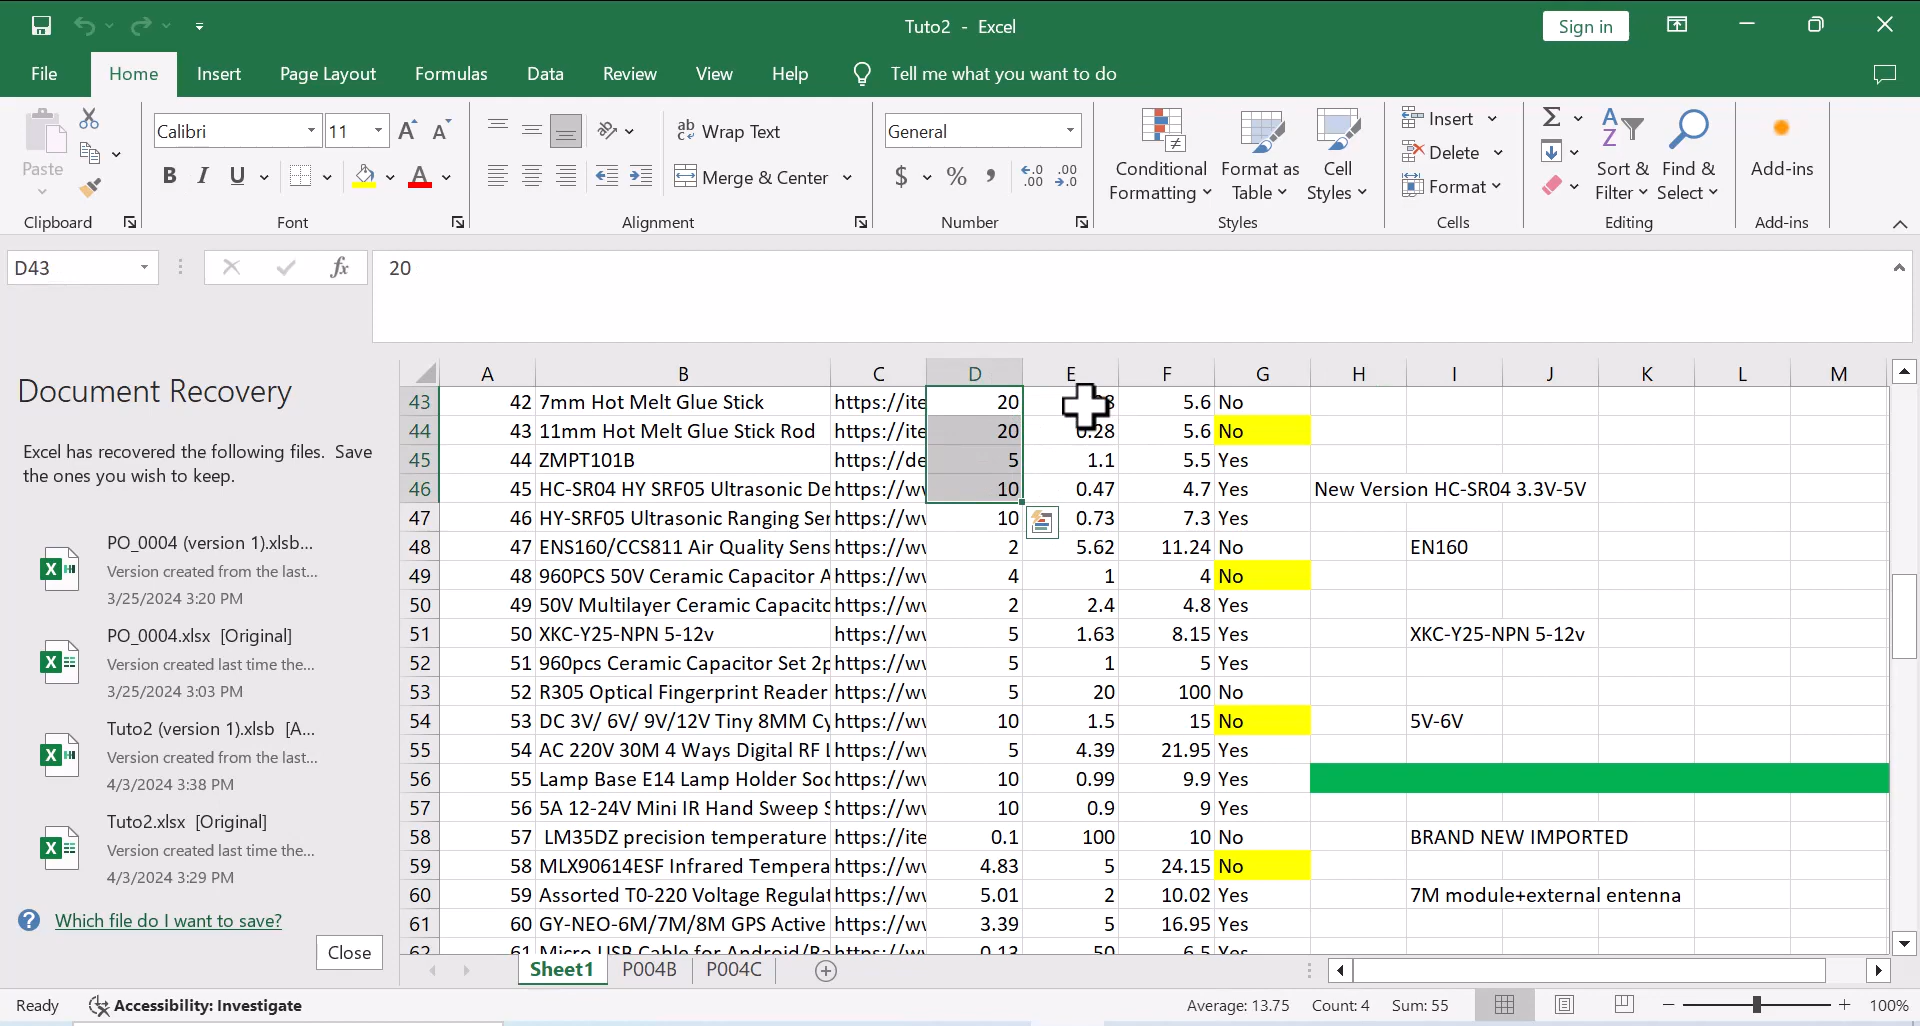 Tuto2 - Excel
Sign in
File Home Insert Page Layout Formulas Data Review View Help Tell me what you want to do
Paste
Clipboard
Calibri 11
B I U
Font
Wrap Text
Merge & Center
Alignment
General
$ % ,
Number
Conditional Formatting
Format as Table
Cell Styles
Styles
Insert
Delete
Format
Cells
Sort & Filter
Find & Select
Editing
Add-ins
Add-ins
D43 fx 20
Document Recovery
Excel has recovered the following files. Save
the ones you wish to keep.
PO_0004 (version 1).xlsb...
Version created from the last...
3/25/2024 3:20 PM
PO_0004.xlsx [Original]
Version created last time the...
3/25/2024 3:03 PM
Tuto2 (version 1).xlsb [A...
Version created from the last...
4/3/2024 3:38 PM
Tuto2.xlsx [Original]
Version created last time the...
4/3/2024 3:29 PM
Which file do I want to save?
Close
A B C D E F G H I J K L M
43 42 7mm Hot Melt Glue Stick https://ite 20 8 5.6 No
44 43 11mm Hot Melt Glue Stick Rod https://ite 20 0.28 5.6 No
45 44 ZMPT101B https://de 5 1.1 5.5 Yes
46 45 HC-SR04 HY SRF05 Ultrasonic De https://w 10 0.47 4.7 Yes New Version HC-SR04 3.3V-5V
47 46 HY-SRF05 Ultrasonic Ranging Ser https://w 10 0.73 7.3 Yes
48 47 ENS160/CCS811 Air Quality Sens https://w 2 5.62 11.24 No EN160
49 48 960PCS 50V Ceramic Capacitor A https://w 4 1 4 No
50 49 50V Multilayer Ceramic Capacito https://w 2 2.4 4.8 Yes
51 50 XKC-Y25-NPN 5-12v https://w 5 1.63 8.15 Yes XKC-Y25-NPN 5-12v
52 51 960pcs Ceramic Capacitor Set 2p https://w 5 1 5 Yes
53 52 R305 Optical Fingerprint Reader https://w 5 20 100 No
54 53 DC 3V/ 6V/ 9V/12V Tiny 8MM Cy https://w 10 1.5 15 No 5V-6V
55 54 AC 220V 30M 4 Ways Digital RF L https://w 5 4.39 21.95 Yes
56 55 Lamp Base E14 Lamp Holder Soc https://w 10 0.99 9.9 Yes
57 56 5A 12-24V Mini IR Hand Sweep S https://w 10 0.9 9 Yes
58 57 LM35DZ precision temperature https://ite 0.1 100 10 No BRAND NEW IMPORTED
59 58 MLX90614ESF Infrared Tempera https://w 4.83 5 24.15 No
60 59 Assorted T0-220 Voltage Regulat https://w 5.01 2 10.02 Yes 7M module+external entenna
61 60 GY-NEO-6M/7M/8M GPS Active https://w 3.39 5 16.95 Yes
62 61 Micro USB Cable for Android/Ra https://w 0.13 50 6.5 Yes
Sheet1 P004B P004C
Ready Accessibility: Investigate Average: 13.75 Count: 4 Sum: 55 100%